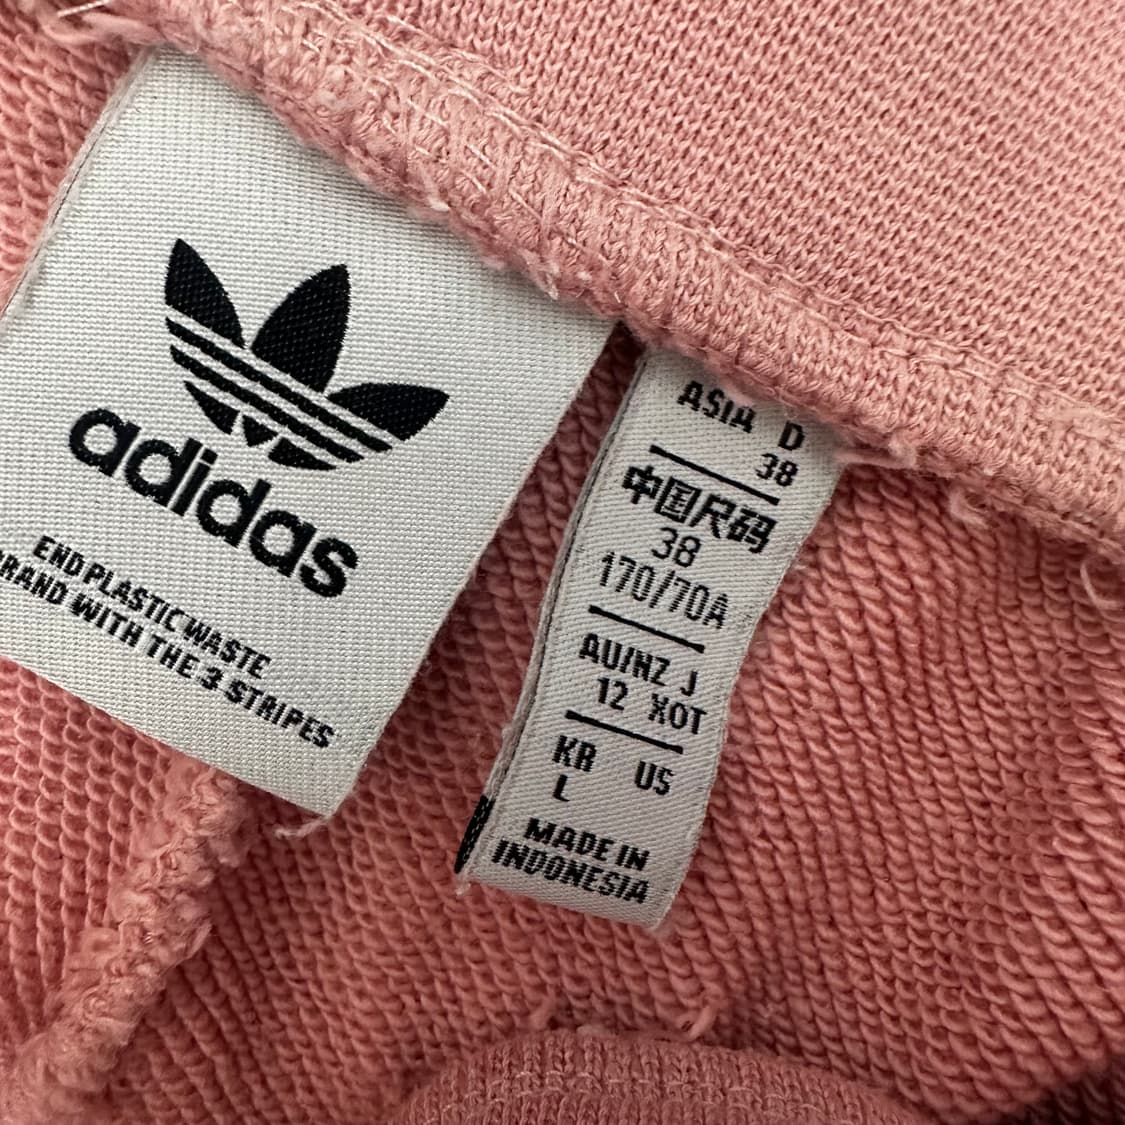 adidas
END PLASTIC WASTE
BRAND WITH THE 3 STRIPES
ASIA D
38
中国尺码
38
170/70A
AU/NZ J
12 XOT
KR US
L
MADE IN
INDONESIA